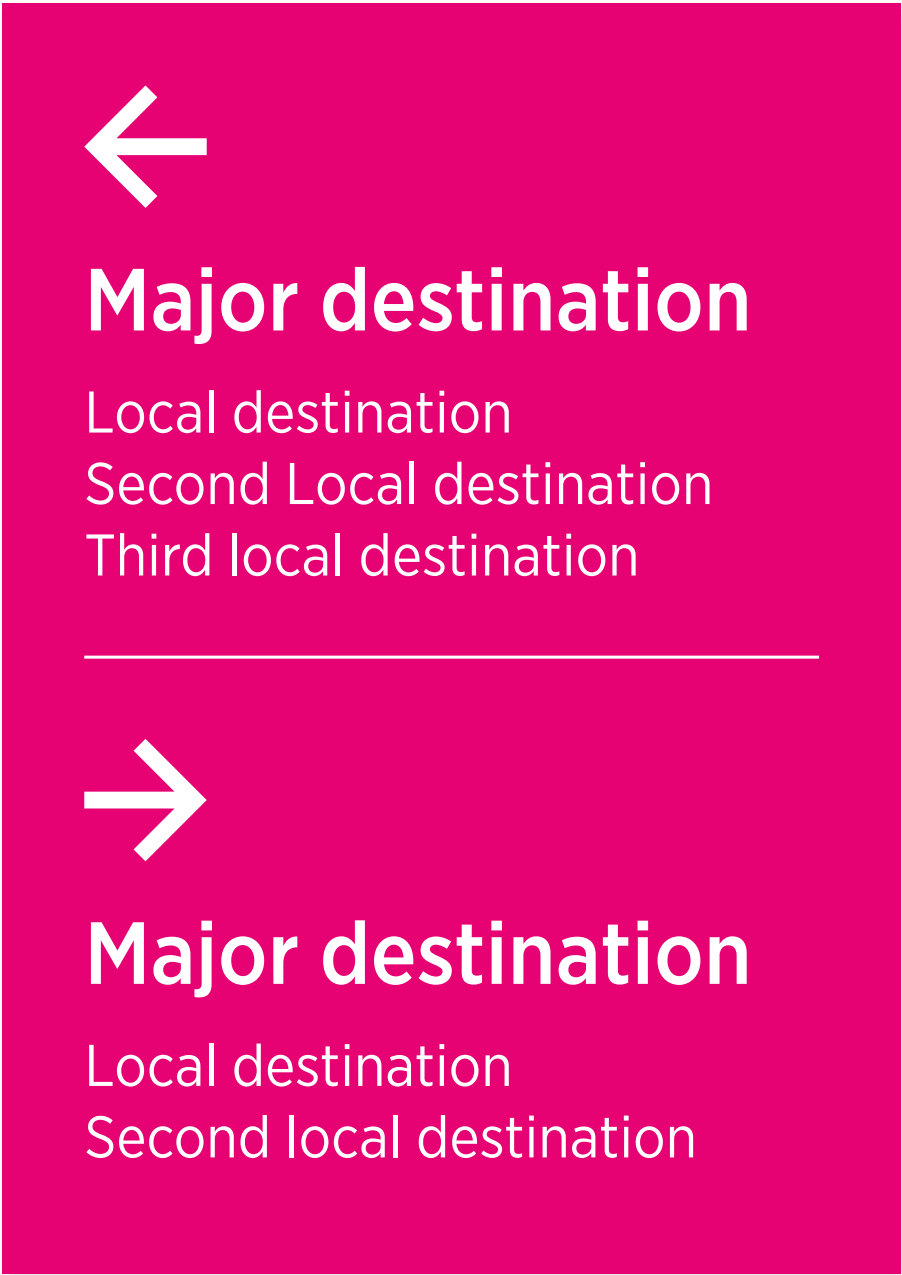 Major destination
Local destination
Second Local destination
Third local destination
Major destination
Local destination
Second local destination